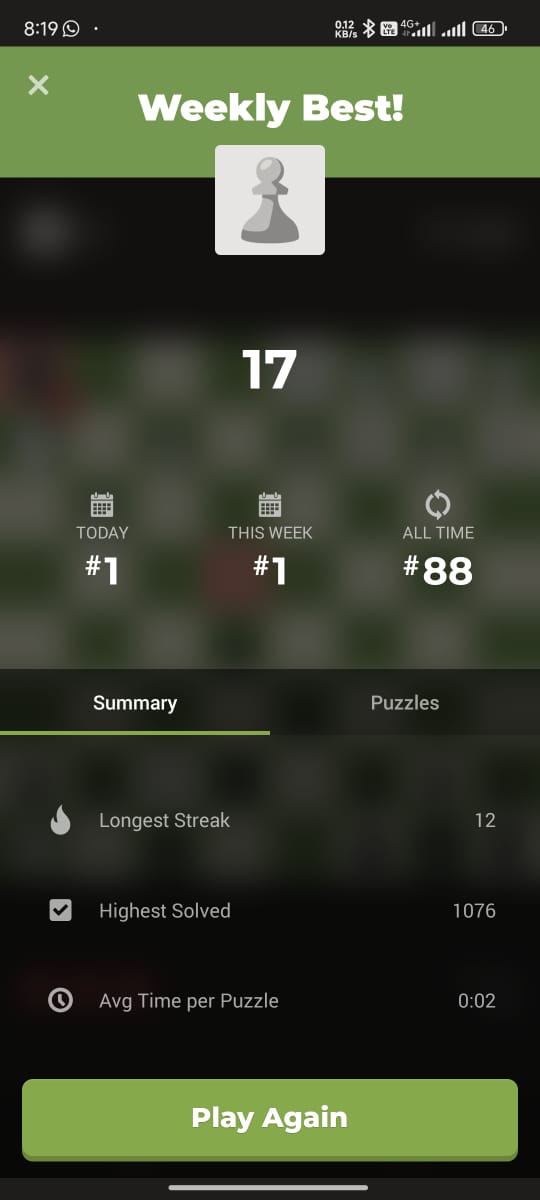 8:19
0.12
KB/s
Vo
LTE
4G+
46
Weekly Best!
17
TODAY
THIS WEEK
ALL TIME
#1
#1
#88
Summary
Puzzles
Longest Streak
12
Highest Solved
1076
Avg Time per Puzzle
0:02
Play Again